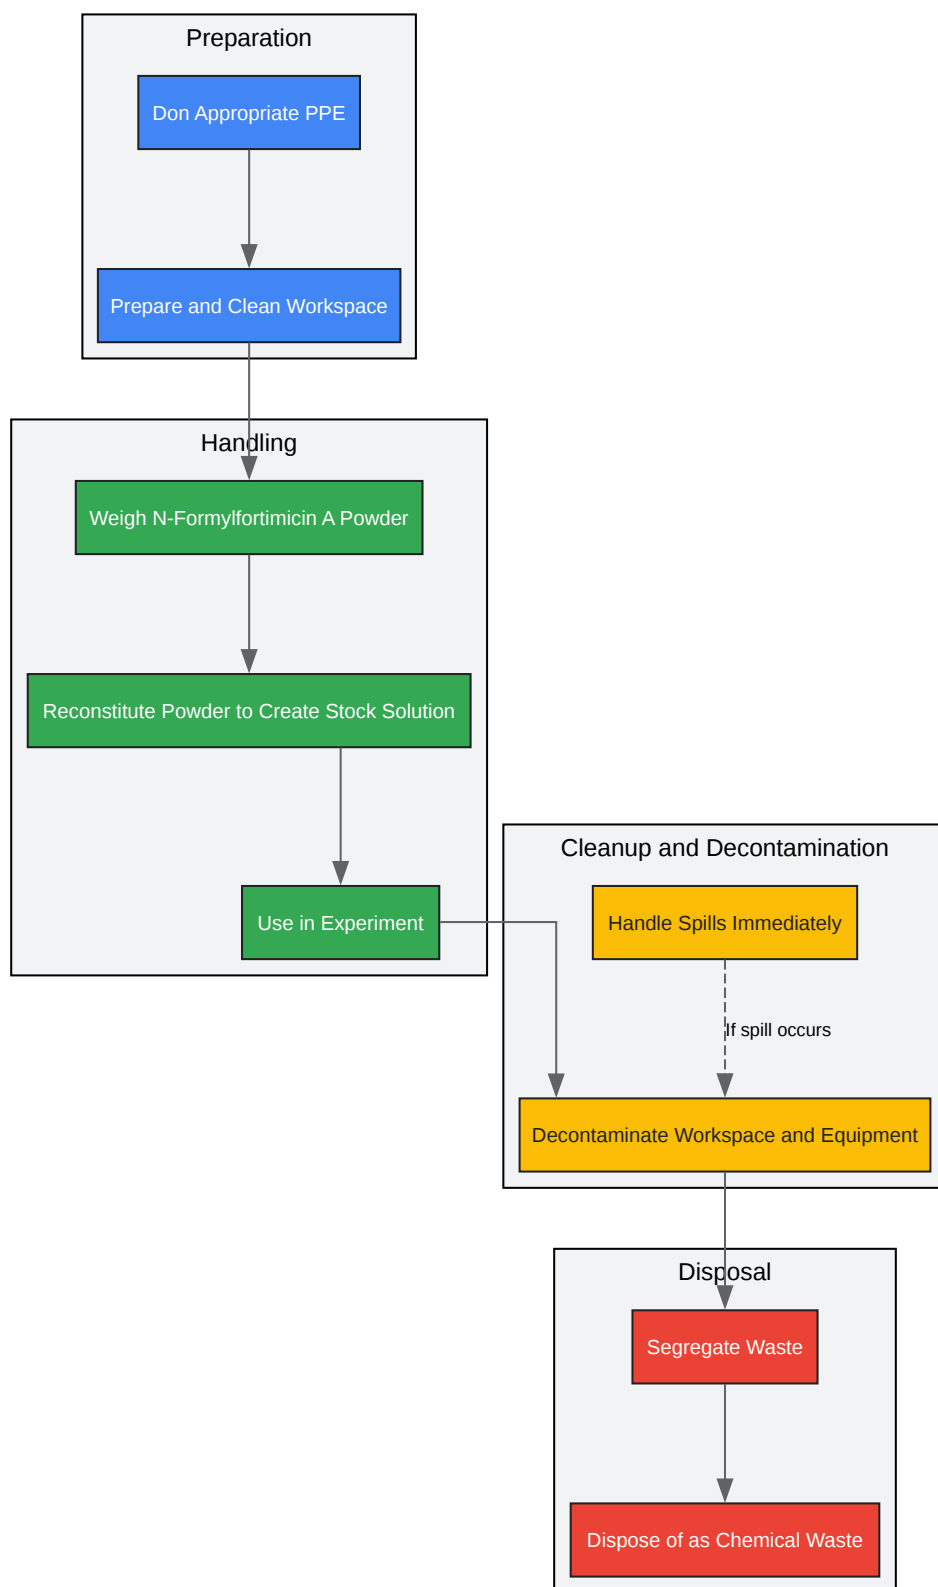 Preparation
Don Appropriate PPE
Prepare and Clean Workspace
Handling
Weigh N-Formylfortimicin A Powder
Reconstitute Powder to Create Stock Solution
Use in Experiment
Cleanup and Decontamination
Handle Spills Immediately
If spill occurs
Decontaminate Workspace and Equipment
Disposal
Segregate Waste
Dispose of as Chemical Waste